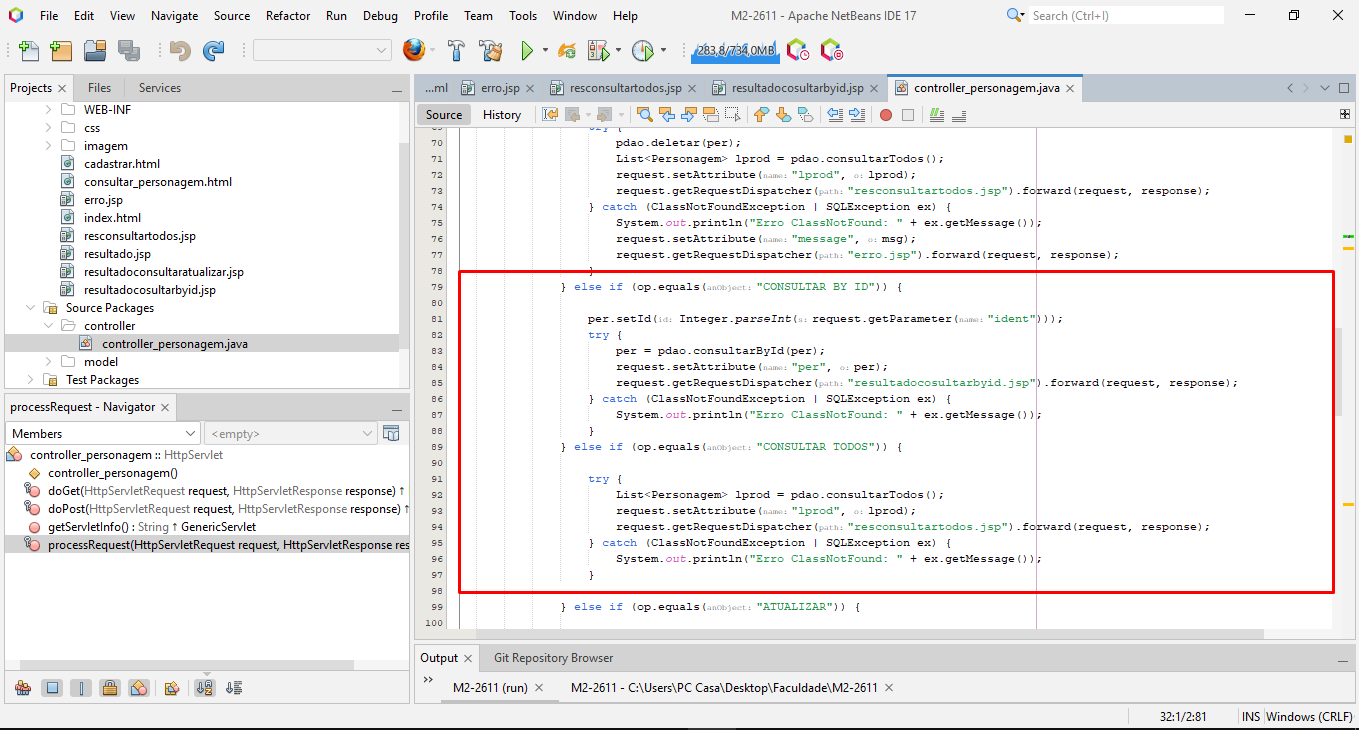 File Edit View Navigate Source Refactor Run Debug Profile Team Tools Window Help
M2-2611 - Apache NetBeans IDE 17
Search (Ctrl+I)
283,8/734,0MB
Projects Files Services
WEB-INF
css
imagem
cadastrar.html
consultar_personagem.html
erro.jsp
index.html
resconsultartodos.jsp
resultado.jsp
resultadoconsultaratualizar.jsp
resultadocosultarbyid.jsp
Source Packages
controller
controller_personagem.java
model
Test Packages
processRequest - Navigator
Members
<empty>
controller_personagem :: HttpServlet
controller_personagem()
doGet(HttpServletRequest request, HttpServletResponse response) ↑
doPost(HttpServletRequest request, HttpServletResponse response) ↑
getServletInfo() : String ↑ GenericServlet
processRequest(HttpServletRequest request, HttpServletResponse res
...ml erro.jsp resconsultartodos.jsp resultadocosultarbyid.jsp controller_personagem.java
Source History
69 try {
70 pdao.deletar(per);
71 List<Personagem> lprod = pdao.consultarTodos();
72 request.setAttribute(name: "lprod", o: lprod);
73 request.getRequestDispatcher(path: "resconsultartodos.jsp").forward(request, response);
74 } catch (ClassNotFoundException | SQLException ex) {
75 System.out.println("Erro ClassNotFound: " + ex.getMessage());
76 request.setAttribute(name: "message", o: msg);
77 request.getRequestDispatcher(path: "erro.jsp").forward(request, response);
78 }
79 } else if (op.equals(anObject: "CONSULTAR BY ID")) {
80
81 per.setId(id: Integer.parseInt(s: request.getParameter(name: "ident")));
82 try {
83 per = pdao.consultarById(per);
84 request.setAttribute(name: "per", o: per);
85 request.getRequestDispatcher(path: "resultadocosultarbyid.jsp").forward(request, response);
86 } catch (ClassNotFoundException | SQLException ex) {
87 System.out.println("Erro ClassNotFound: " + ex.getMessage());
88 }
89 } else if (op.equals(anObject: "CONSULTAR TODOS")) {
90
91 try {
92 List<Personagem> lprod = pdao.consultarTodos();
93 request.setAttribute(name: "lprod", o: lprod);
94 request.getRequestDispatcher(path: "resconsultartodos.jsp").forward(request, response);
95 } catch (ClassNotFoundException | SQLException ex) {
96 System.out.println("Erro ClassNotFound: " + ex.getMessage());
97 }
98
99 } else if (op.equals(anObject: "ATUALIZAR")) {
100
Output Git Repository Browser
M2-2611 (run) M2-2611 - C:\Users\PC Casa\Desktop\Faculdade\M2-2611
32:1/2:81 INS Windows (CRLF)